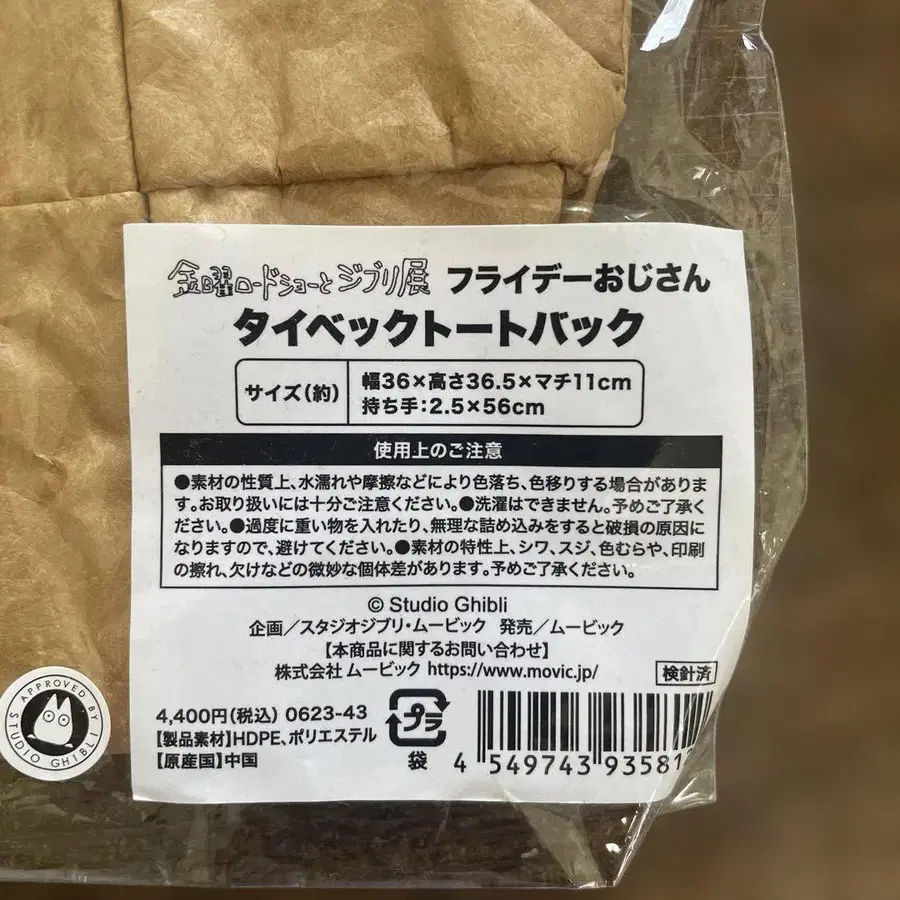 金曜ロードショーとジブリ展 フライデーおじさん
タイベックトートバック
サイズ(約)
幅36×高さ36.5×マチ11cm
持ち手:2.5×56cm
使用上のご注意
●素材の性質上、水濡れや摩擦などにより色落ち、色移りする場合がありま
す。お取り扱いには十分ご注意ください。●洗濯はできません。予めご了承く
ださい。●過度に重い物を入れたり、無理な詰め込みをすると破損の原因に
なりますので、避けてください。●素材の特性上、シワ、スジ、色むらや、印刷
の擦れ、欠けなどの微妙な個体差があります。予めご了承ください。
© Studio Ghibli
企画/スタジオジブリ・ムービック 発売/ムービック
【本商品に関するお問い合わせ】
株式会社 ムービック https://www.movic.jp/
検針済
4,400円(税込) 0623-43
【製品素材】HDPE、ポリエステル
【原産国】中国
プラ
袋
4 549743 93581
APPROVED BY
STUDIO GHIBLI